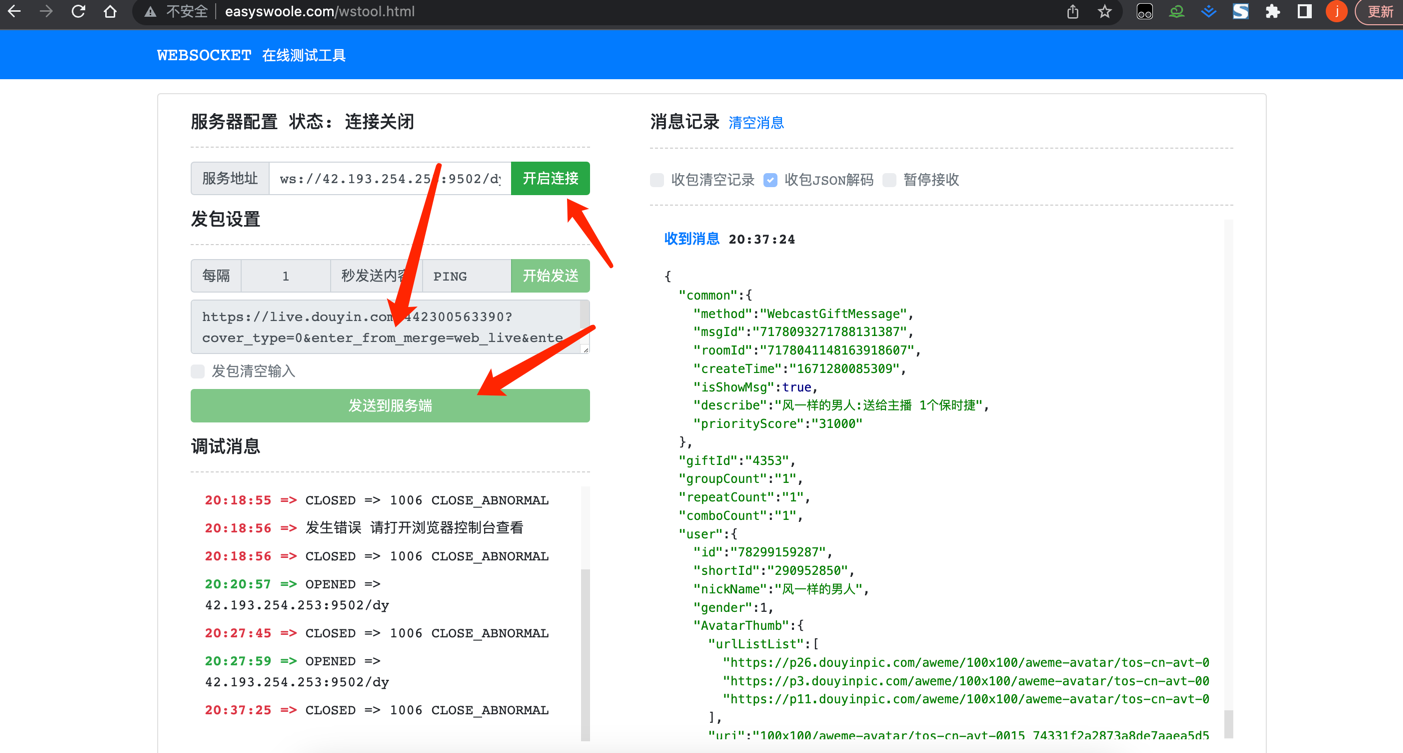 不安全 easyswoole.com/wstool.html
更新
WEBSOCKET 在线测试工具
服务器配置 状态: 连接关闭
服务地址 ws://42.193.254.25 :9502/dy 开启连接
发包设置
每隔 1 秒发送内容 PING 开始发送
https://live.douyin.com/442300563390?
cover_type=0&enter_from_merge=web_live&ente
发包清空输入
发送到服务端
调试消息
20:18:55 => CLOSED => 1006 CLOSE_ABNORMAL
20:18:56 => 发生错误 请打开浏览器控制台查看
20:18:56 => CLOSED => 1006 CLOSE_ABNORMAL
20:20:57 => OPENED =>
42.193.254.253:9502/dy
20:27:45 => CLOSED => 1006 CLOSE_ABNORMAL
20:27:59 => OPENED =>
42.193.254.253:9502/dy
20:37:25 => CLOSED => 1006 CLOSE_ABNORMAL
消息记录 清空消息
收包清空记录 收包JSON解码 暂停接收
收到消息 20:37:24
{
"common":{
"method":"WebcastGiftMessage",
"msgId":"7178093271788131387",
"roomId":"7178041148163918607",
"createTime":"1671280085309",
"isShowMsg":true,
"describe":"风一样的男人:送给主播 1个保时捷",
"priorityScore":"31000"
},
"giftId":"4353",
"groupCount":"1",
"repeatCount":"1",
"comboCount":"1",
"user":{
"id":"78299159287",
"shortId":"290952850",
"nickName":"风一样的男人",
"gender":1,
"AvatarThumb":{
"urlListList":[
"https://p26.douyinpic.com/aweme/100x100/aweme-avatar/tos-cn-avt-0
"https://p3.douyinpic.com/aweme/100x100/aweme-avatar/tos-cn-avt-00
"https://p11.douyinpic.com/aweme/100x100/aweme-avatar/tos-cn-avt-0
],
"uri":"100x100/aweme-avatar/tos-cn-avt-0015_74331f2a2873a8de7aaea5d5